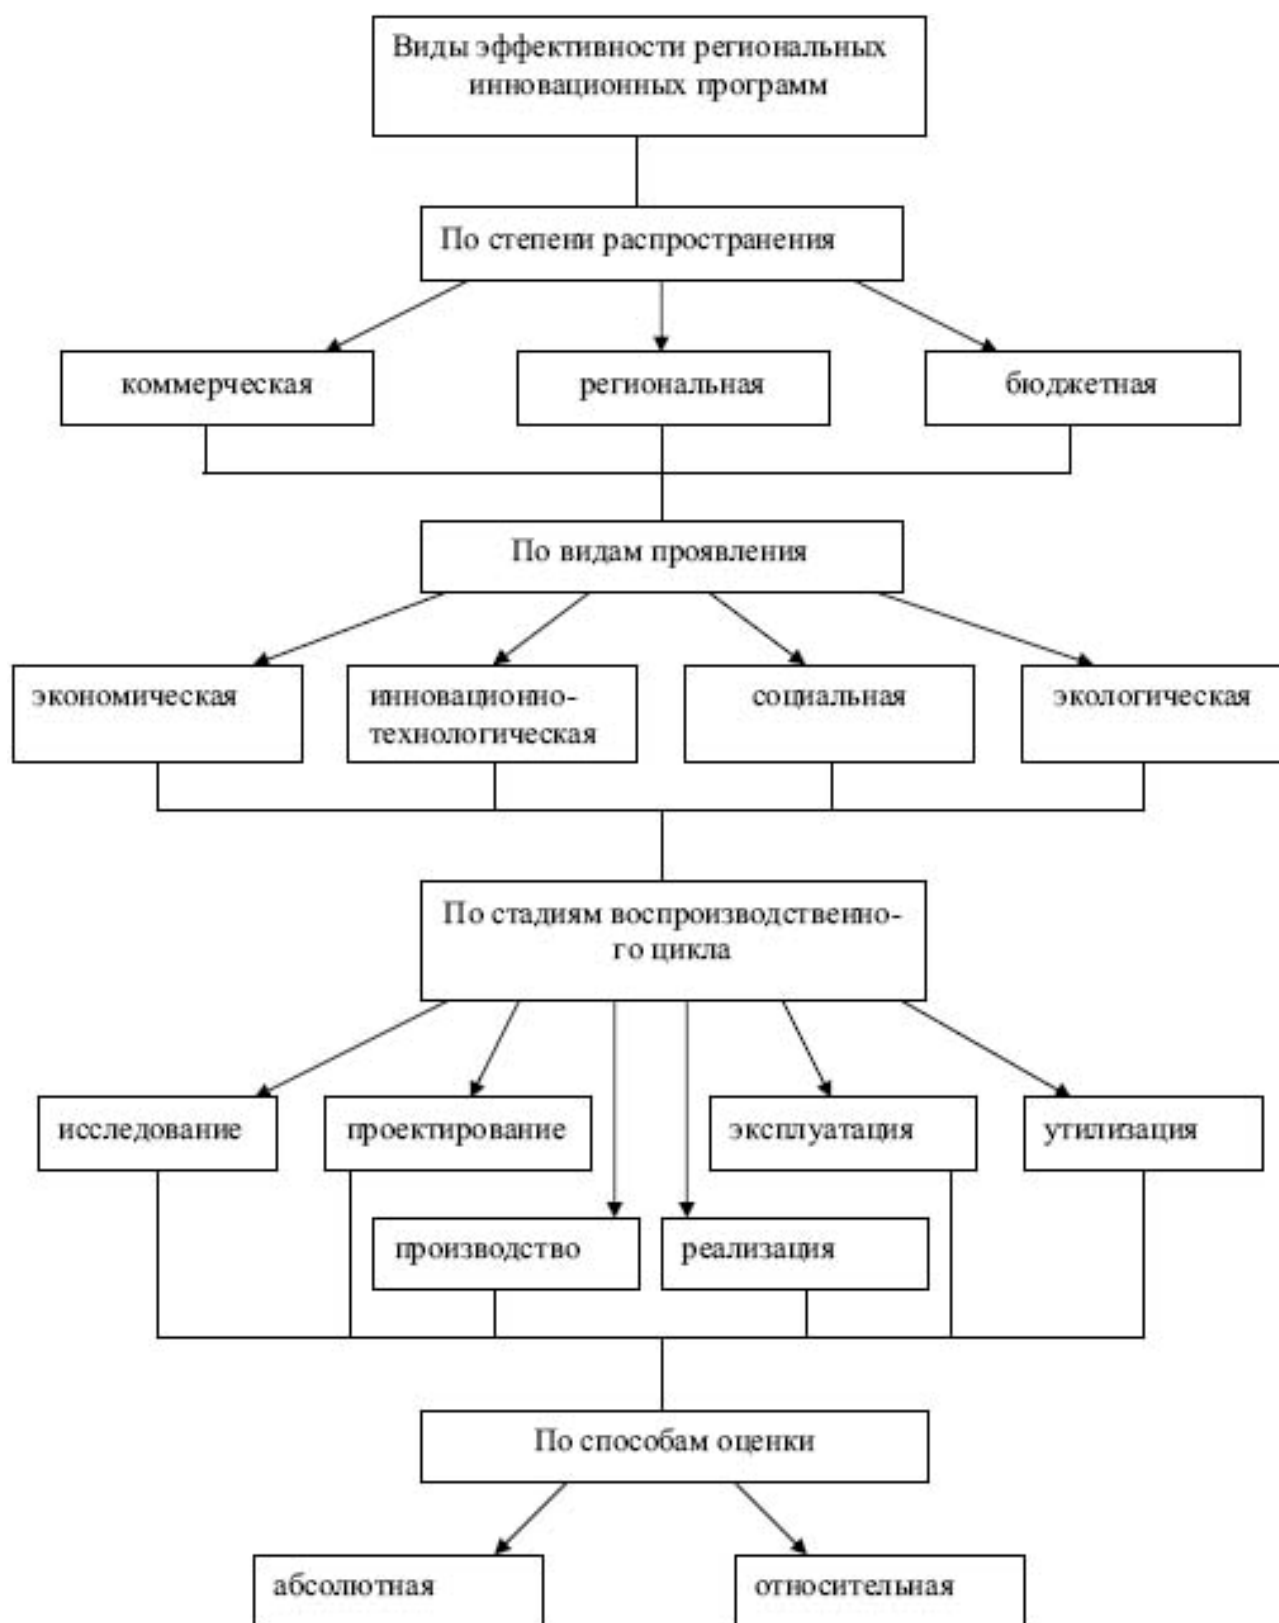 Виды эффективности региональных
инновационных программ
По степени распространения
коммерческая
региональная
бюджетная
По видам проявления
экономическая
инновационно-
технологическая
социальная
экологическая
По стадиям воспроизводственно-
го цикла
исследование
проектирование
эксплуатация
утилизация
производство
реализация
По способам оценки
абсолютная
относительная